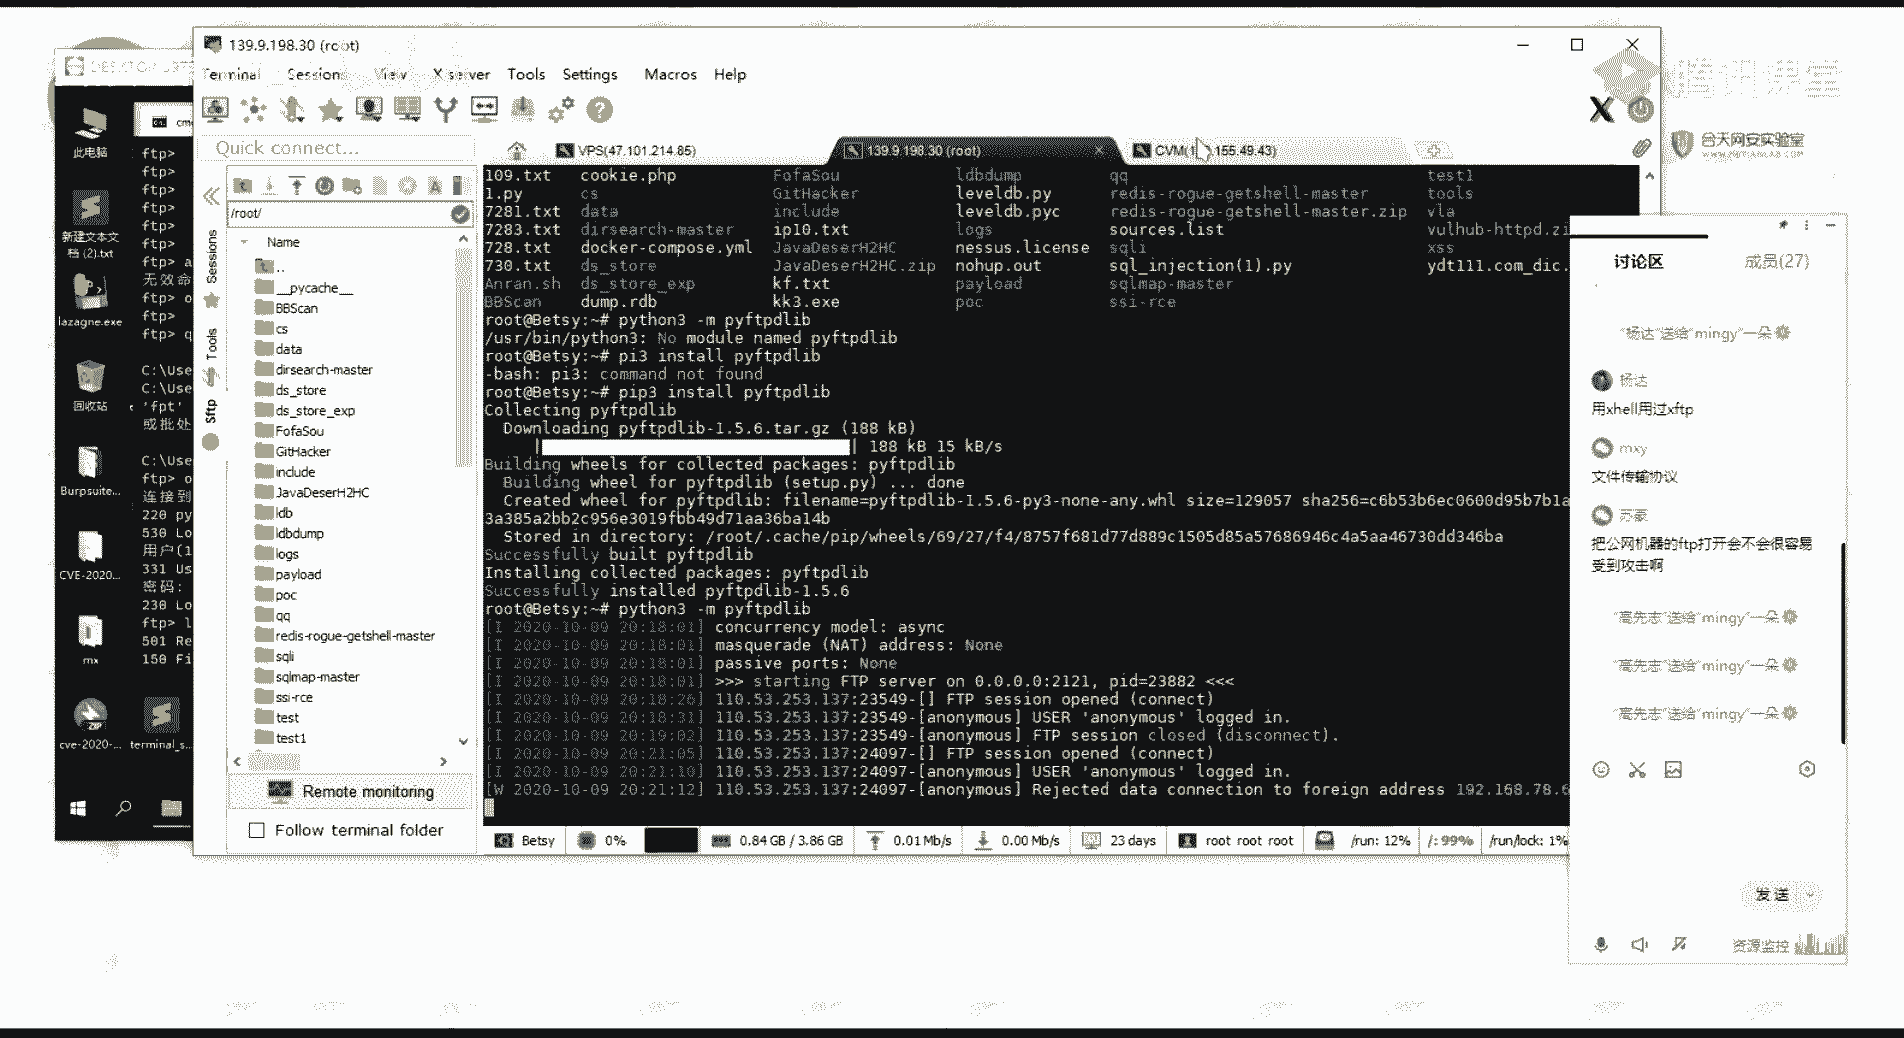 139.9.198.30 (root)
Terminal Sessions View X server Tools Settings Macros Help
腾讯课堂
合天网安实验室
WWW.HETIANLAB.COM
Quick connect...
VPS(47.101.214.85)
139.9.198.30 (root)
155.49.43)
/root/
Name
..
__pycache__
BBScan
cs
data
dirsearch-master
ds_store
ds_store_exp
FofaSou
GitHacker
include
JavaDeserH2HC
ldb
ldbdump
logs
payload
poc
qq
redis-rogue-getshell-master
sqli
sqlmap-master
ssi-rce
test
test1
Remote monitoring
Follow terminal folder
Sessions
Tools
Sftp
此电脑
新建文本文
档 (2).txt
lazagne.exe
回收站
Burpsuite...
CVE-2020...
mx
cve-2020-...
terminal_s...
ftp>
ftp>
ftp>
ftp>
ftp>
ftp>
ftp> a
无效命
ftp> o
ftp>
ftp> q
C:\Use
C:\Use
'fpt'
或批处
C:\Use
ftp> o
连接到
220 py
530 Lo
用户(1
331 Us
密码:
230 Lo
ftp> l
501 Re
150 Fi
109.txt cookie.php FofaSou ldbdump qq test1
1.py cs GitHacker leveldb.py redis-rogue-getshell-master tools
7281.txt data include leveldb.pyc redis-rogue-getshell-master.zip vla
7283.txt dirsearch-master ip10.txt logs sources.list vulhub-httpd.zi
728.txt docker-compose.yml JavaDeserH2HC nessus.license sqli xss
730.txt ds_store JavaDeserH2HC.zip nohup.out sql_injection(1).py ydt111.com_dic.
Anran.sh ds_store_exp kf.txt payload sqlmap-master
BBScan dump.rdb kk3.exe poc ssi-rce
root@Betsy:~# python3 -m pyftpdlib
/usr/bin/python3: No module named pyftpdlib
root@Betsy:~# pi3 install pyftpdlib
-bash: pi3: command not found
root@Betsy:~# pip3 install pyftpdlib
Collecting pyftpdlib
Downloading pyftpdlib-1.5.6.tar.gz (188 kB)
| | 188 kB 15 kB/s
Building wheels for collected packages: pyftpdlib
Building wheel for pyftpdlib (setup.py) ... done
Created wheel for pyftpdlib: filename=pyftpdlib-1.5.6-py3-none-any.whl size=129057 sha256=c6b53b6ec0600d95b7b1a
3a385a2bb2c956e3019fbb49d71aa36ba14b
Stored in directory: /root/.cache/pip/wheels/69/27/f4/8757f681d77d889c1505d85a57686946c4a5aa46730dd346ba
Successfully built pyftpdlib
Installing collected packages: pyftpdlib
Successfully installed pyftpdlib-1.5.6
root@Betsy:~# python3 -m pyftpdlib
[I 2020-10-09 20:18:01] concurrency model: async
[I 2020-10-09 20:18:01] masquerade (NAT) address: None
[I 2020-10-09 20:18:01] passive ports: None
[I 2020-10-09 20:18:01] >>> starting FTP server on 0.0.0.0:2121, pid=23882 <<<
[I 2020-10-09 20:18:26] 110.53.253.137:23549-[] FTP session opened (connect)
[I 2020-10-09 20:18:31] 110.53.253.137:23549-[anonymous] USER 'anonymous' logged in.
[I 2020-10-09 20:19:02] 110.53.253.137:23549-[anonymous] FTP session closed (disconnect).
[I 2020-10-09 20:21:05] 110.53.253.137:24097-[] FTP session opened (connect)
[I 2020-10-09 20:21:10] 110.53.253.137:24097-[anonymous] USER 'anonymous' logged in.
[W 2020-10-09 20:21:12] 110.53.253.137:24097-[anonymous] Rejected data connection to foreign address 192.168.78.6
Betsy 0% 0.84 GB / 3.86 GB 0.01 Mb/s 0.00 Mb/s 23 days root root root /run: 12% /: 99% /run/lock: 1%
讨论区 成员(27)
"杨达"送给"mingy"一朵
杨达
用xhell用过xftp
mxy
文件传输协议
苏豪
把公网机器的ftp打开会不会很容易
受到攻击啊
"高先志"送给"mingy"一朵
"高先志"送给"mingy"一朵
"高先志"送给"mingy"一朵
发送
资源监控